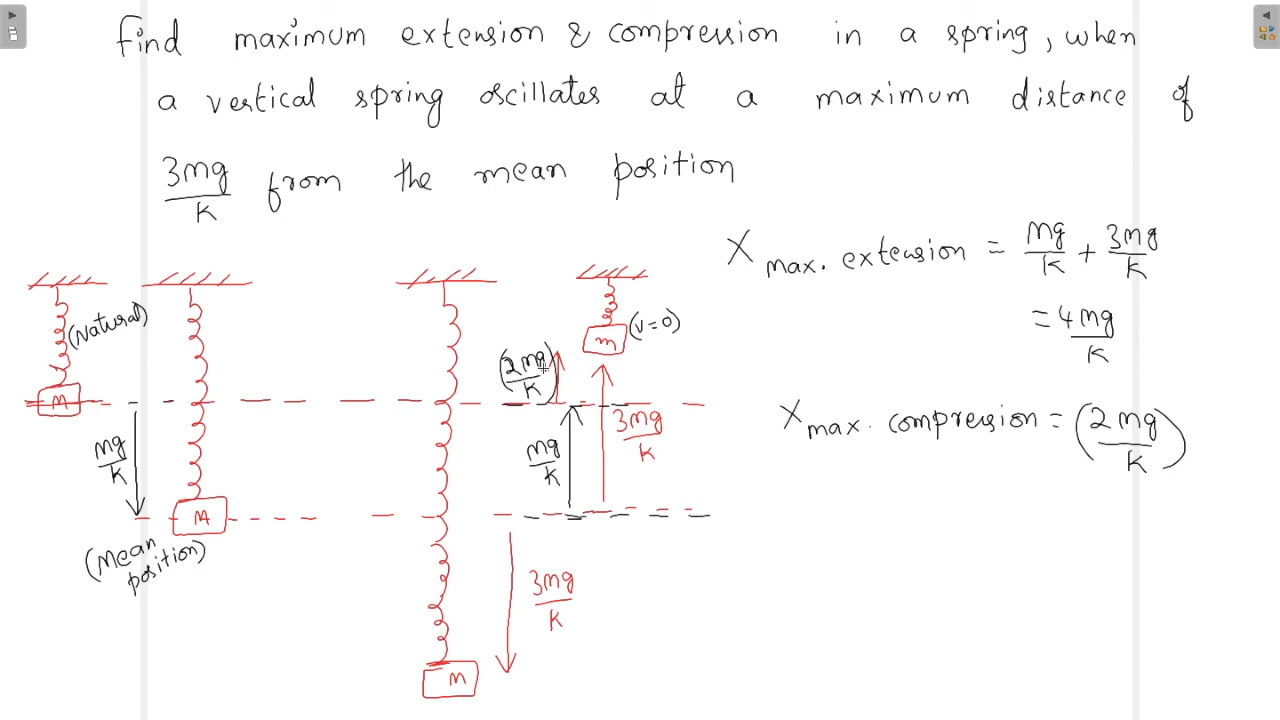 Find maximum extension & compression in a spring, when
a vertical spring oscillates at a maximum distance of
3mg/K from the mean position
X max. extension = mg/K + 3mg/K
= 4mg/K
X max. compression = (2mg/K)
(Natural)
M
mg/K
M
(Mean position)
(2mg/K)
m
(v=0)
mg/K
3mg/K
3mg/K
M